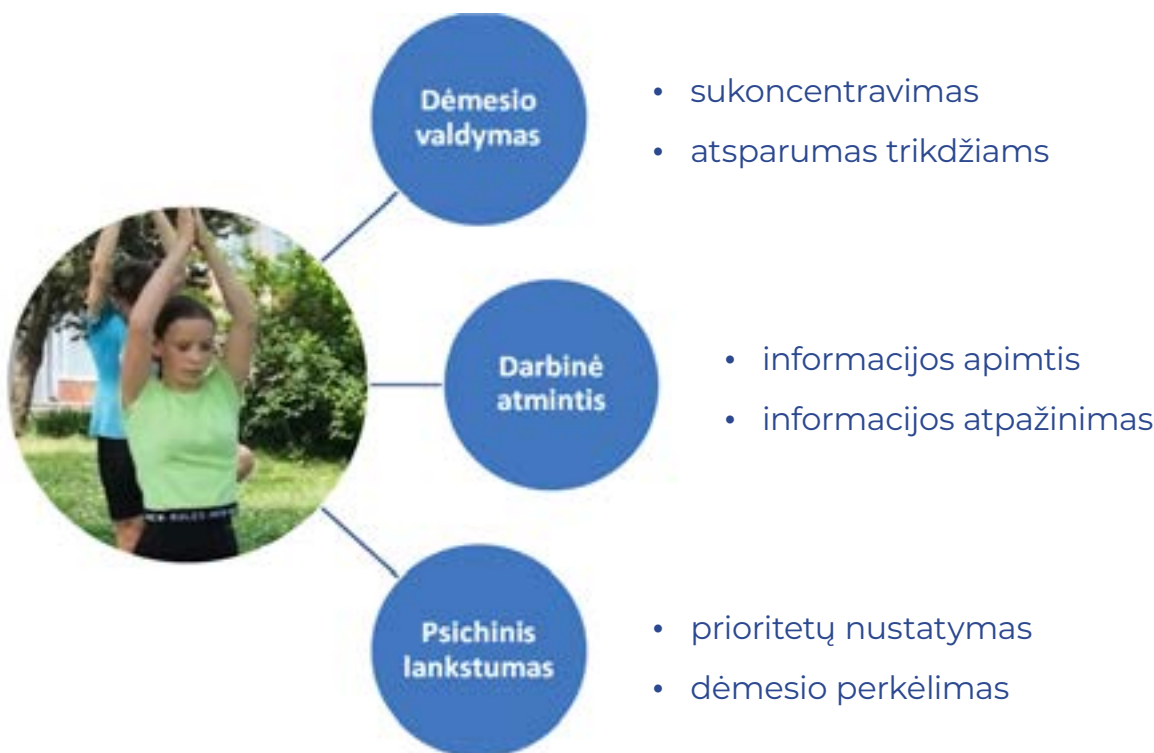 Dėmesio
valdymas
• sukoncentravimas
• atsparumas trikdžiams
Darbinė
atmintis
• informacijos apimtis
• informacijos atpažinimas
Psichinis
lankstumas
• prioritetų nustatymas
• dėmesio perkėlimas